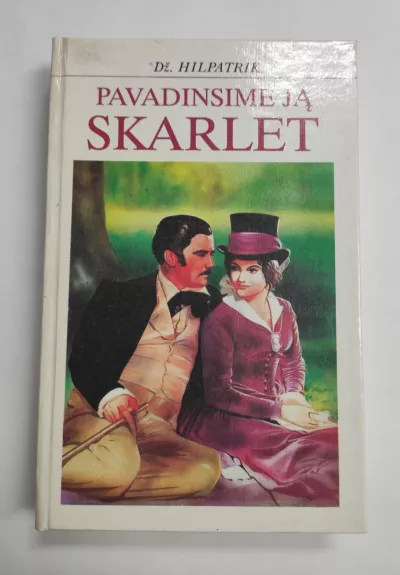 Dž. HILPATRIK
PAVADINSIME JĄ
SKARLET